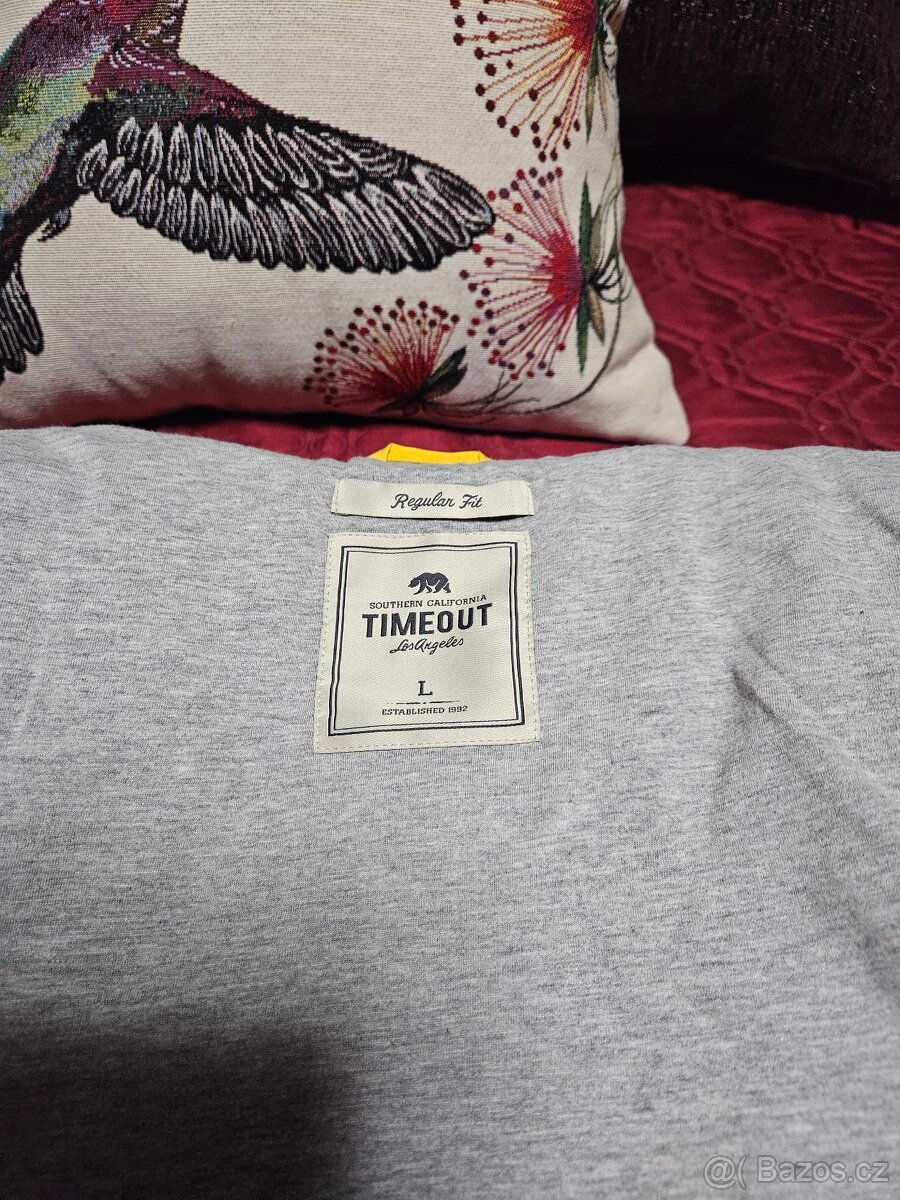 Regular Fit
SOUTHERN CALIFORNIA
TIMEOUT
Los Angeles
L
ESTABLISHED 1992
@( Bazos.cz